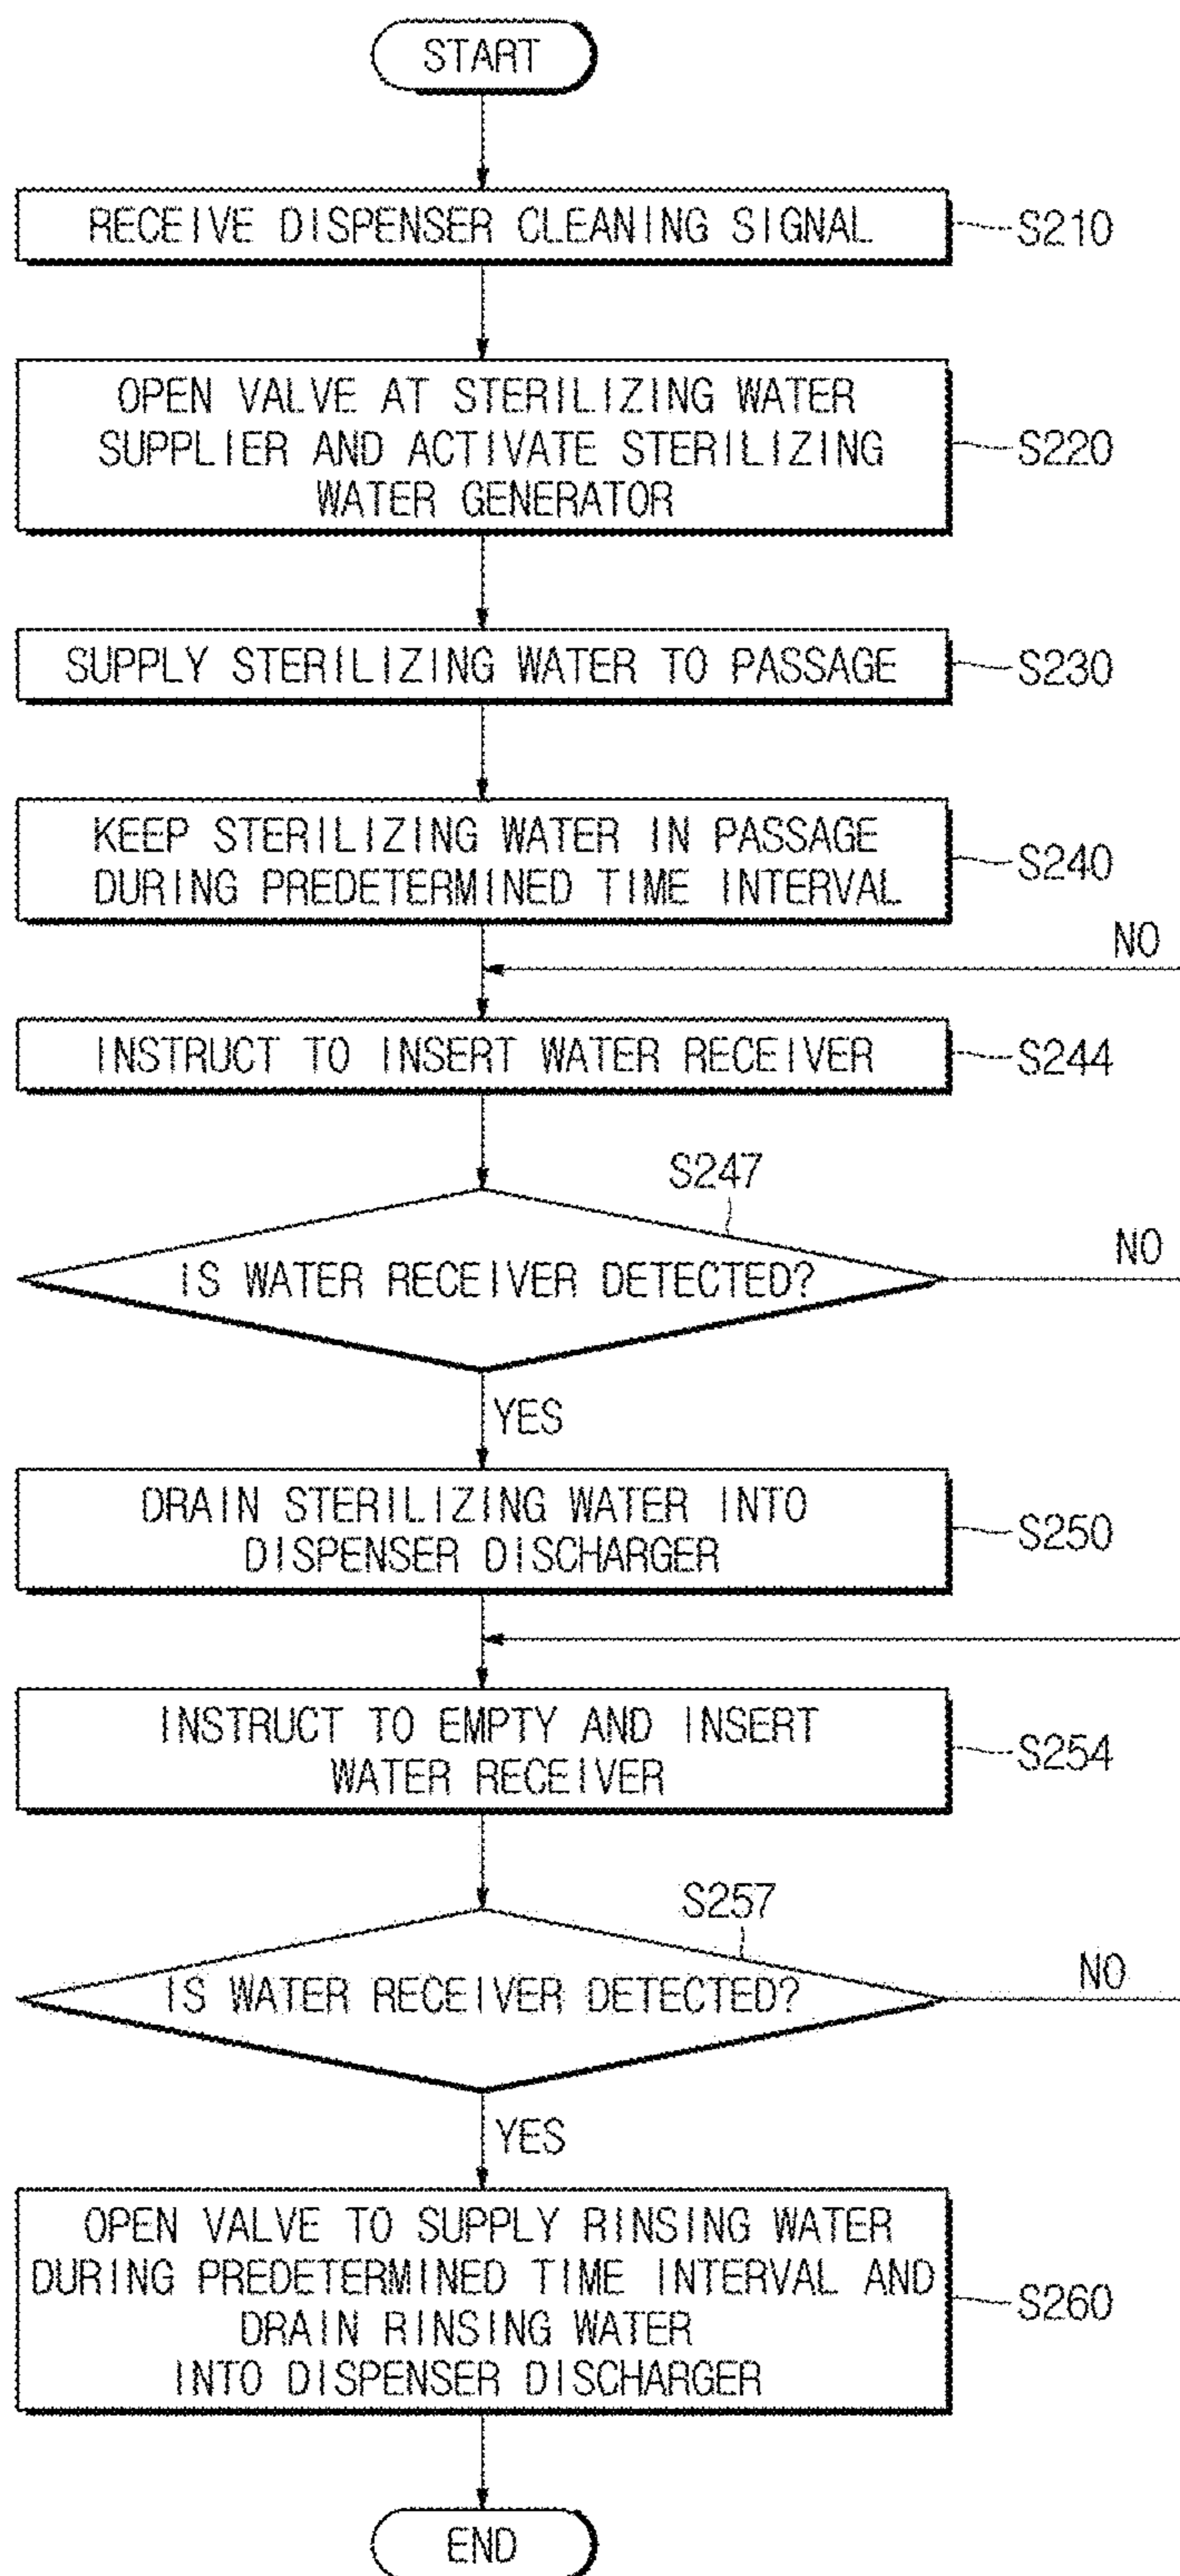 START
RECEIVE DISPENSER CLEANING SIGNAL
S210
OPEN VALVE AT STERILIZING WATER
SUPPLIER AND ACTIVATE STERILIZING
WATER GENERATOR
S220
SUPPLY STERILIZING WATER TO PASSAGE
S230
KEEP STERILIZING WATER IN PASSAGE
DURING PREDETERMINED TIME INTERVAL
S240
NO
INSTRUCT TO INSERT WATER RECEIVER
S244
S247
IS WATER RECEIVER DETECTED?
NO
YES
DRAIN STERILIZING WATER INTO
DISPENSER DISCHARGER
S250
INSTRUCT TO EMPTY AND INSERT
WATER RECEIVER
S254
S257
IS WATER RECEIVER DETECTED?
NO
YES
OPEN VALVE TO SUPPLY RINSING WATER
DURING PREDETERMINED TIME INTERVAL AND
DRAIN RINSING WATER
INTO DISPENSER DISCHARGER
S260
END